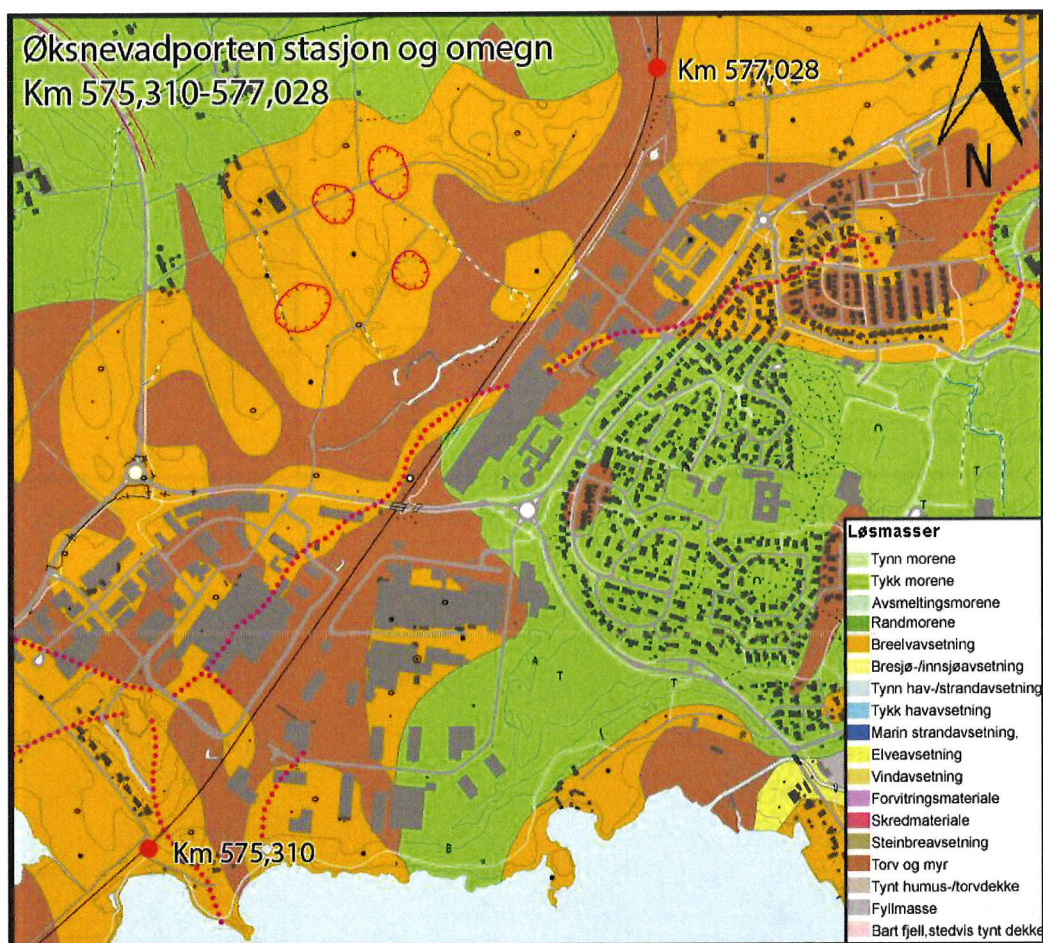 Øksnevadporten stasjon og omegn
Km 575,310-577,028
Km 577,028
N
Km 575,310
A
T
T
T
T
T
B
Løsmasser
Tynn morene
Tykk morene
Avsmeltingsmorene
Randmorene
Breelvavsetning
Bresjø-/innsjøavsetning
Tynn hav-/strandavsetning
Tykk havavsetning
Marin strandavsetning,
Elveavsetning
Vindavsetning
Forvitringsmateriale
Skredmateriale
Steinbreavsetning
Torv og myr
Tynt humus-/torvdekke
Fyllmasse
Bart fjell,stedvis tynt dekke